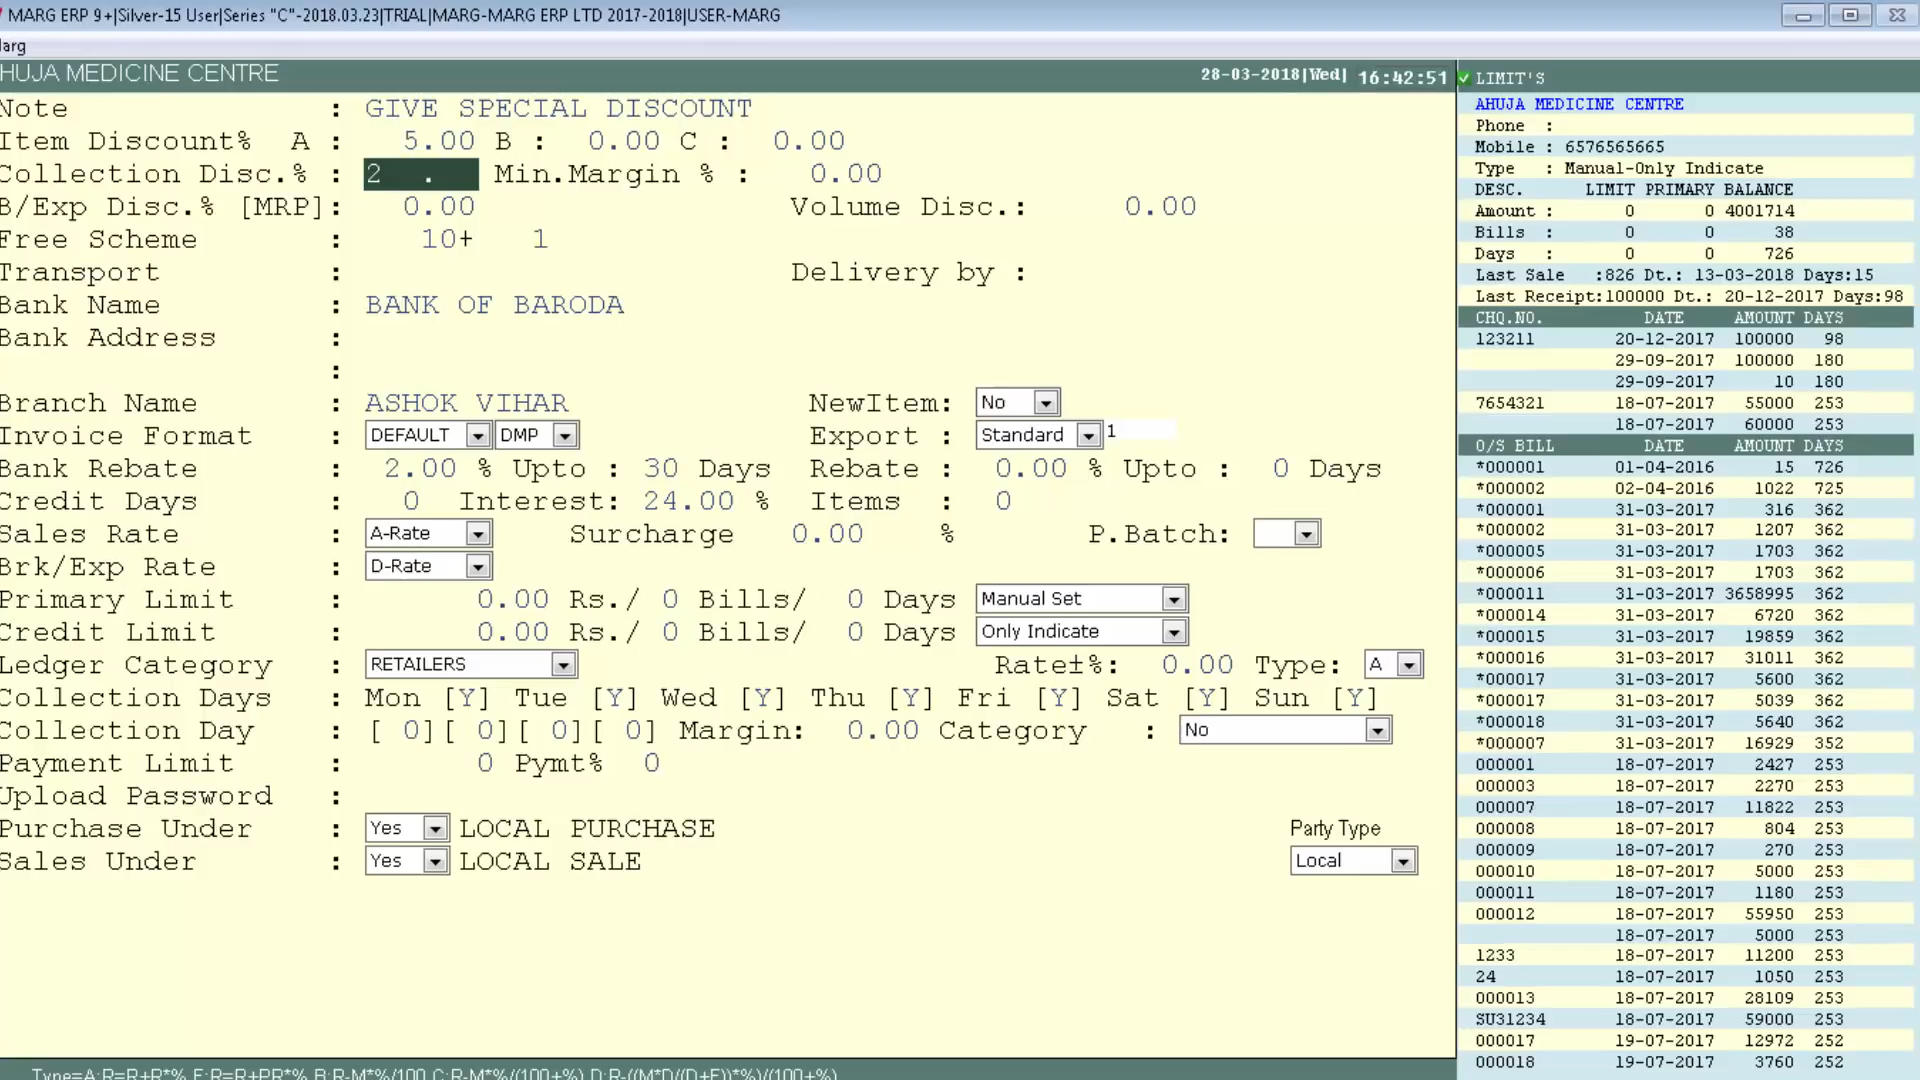 MARG ERP 9+|Silver-15 User|Series "C"-2018.03.23|TRIAL|MARG-MARG ERP LTD 2017-2018|USER-MARG
arg
HUJA MEDICINE CENTRE 28-03-2018|Wed| 16:42:51
Note : GIVE SPECIAL DISCOUNT
Item Discount% A : 5.00 B : 0.00 C : 0.00
Collection Disc.% : 2 . Min.Margin % : 0.00
B/Exp Disc.% [MRP]: 0.00 Volume Disc.: 0.00
Free Scheme : 10+ 1
Transport : Delivery by :
Bank Name : BANK OF BARODA
Bank Address :
:
Branch Name : ASHOK VIHAR NewItem: No
Invoice Format : DEFAULT DMP Export : Standard 1
Bank Rebate : 2.00 % Upto : 30 Days Rebate : 0.00 % Upto : 0 Days
Credit Days : 0 Interest: 24.00 % Items : 0
Sales Rate : A-Rate Surcharge 0.00 % P.Batch:
Brk/Exp Rate : D-Rate
Primary Limit : 0.00 Rs./ 0 Bills/ 0 Days Manual Set
Credit Limit : 0.00 Rs./ 0 Bills/ 0 Days Only Indicate
Ledger Category : RETAILERS Rate±%: 0.00 Type: A
Collection Days : Mon [Y] Tue [Y] Wed [Y] Thu [Y] Fri [Y] Sat [Y] Sun [Y]
Collection Day : [ 0][ 0][ 0][ 0] Margin: 0.00 Category : No
Payment Limit : 0 Pymt% 0
Upload Password :
Purchase Under : Yes LOCAL PURCHASE Party Type
Sales Under : Yes LOCAL SALE Local
LIMIT'S
AHUJA MEDICINE CENTRE
Phone :
Mobile : 6576565665
Type : Manual-Only Indicate
DESC. LIMIT PRIMARY BALANCE
Amount : 0 0 4001714
Bills : 0 0 38
Days : 0 0 726
Last Sale :826 Dt.: 13-03-2018 Days:15
Last Receipt:100000 Dt.: 20-12-2017 Days:98
CHQ.NO. DATE AMOUNT DAYS
123211 20-12-2017 100000 98
29-09-2017 100000 180
29-09-2017 10 180
7654321 18-07-2017 55000 253
18-07-2017 60000 253
O/S BILL DATE AMOUNT DAYS
*000001 01-04-2016 15 726
*000002 02-04-2016 1022 725
*000001 31-03-2017 316 362
*000002 31-03-2017 1207 362
*000005 31-03-2017 1703 362
*000006 31-03-2017 1703 362
*000011 31-03-2017 3658995 362
*000014 31-03-2017 6720 362
*000015 31-03-2017 19859 362
*000016 31-03-2017 31011 362
*000017 31-03-2017 5600 362
*000017 31-03-2017 5039 362
*000018 31-03-2017 5640 362
*000007 31-03-2017 16929 352
000001 18-07-2017 2427 253
000003 18-07-2017 2270 253
000007 18-07-2017 11822 253
000008 18-07-2017 804 253
000009 18-07-2017 270 253
000010 18-07-2017 5000 253
000011 18-07-2017 1180 253
000012 18-07-2017 55950 253
18-07-2017 5000 253
1233 18-07-2017 11200 253
24 18-07-2017 1050 253
000013 18-07-2017 28109 253
SU31234 18-07-2017 59000 253
000017 19-07-2017 12972 252
000018 19-07-2017 3760 252